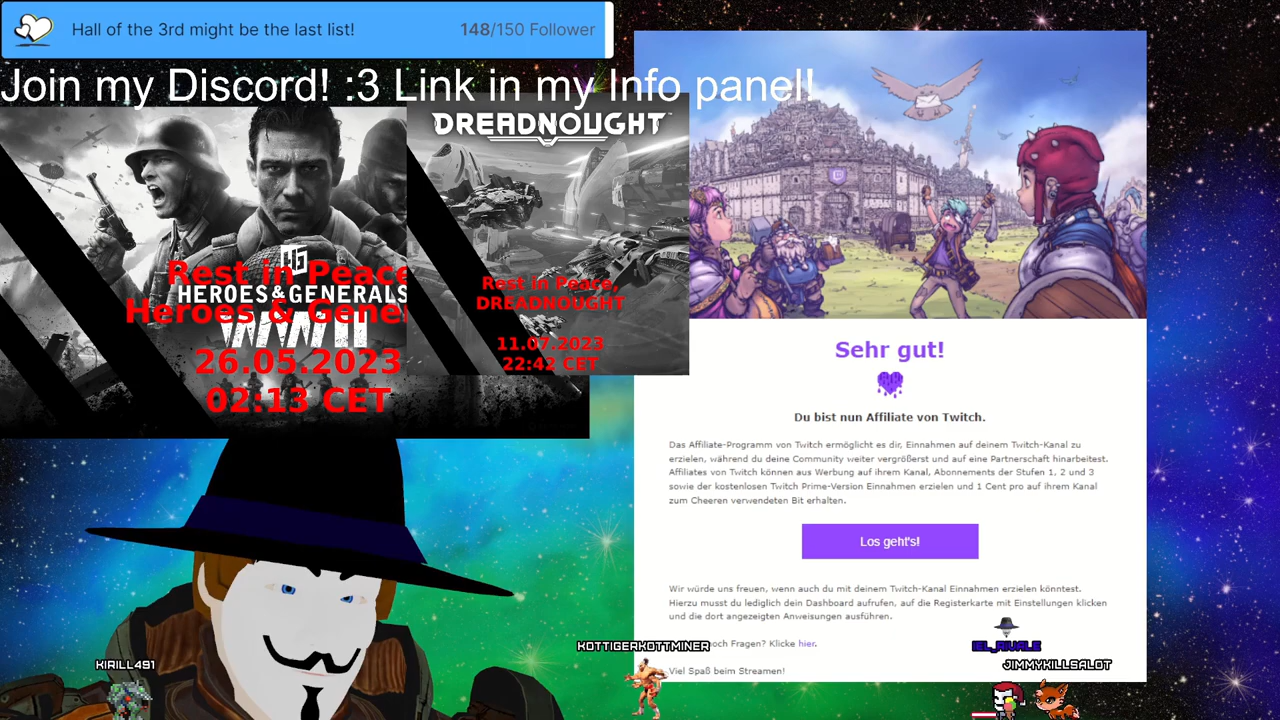 Hall of the 3rd might be the last list!
148/150 Follower
Join my Discord! :3 Link in my Info panel!
DREADNOUGHT
Rest in Peace,
DREADNOUGHT
11.07.2023
22:42 CET
Rest in Peace
HEROES & GENERALS
Heroes & Gene
WWII
26.05.2023
02:13 CET
Sehr gut!
Du bist nun Affiliate von Twitch.
Das Affiliate-Programm von Twitch ermöglicht es dir, Einnahmen auf deinem Twitch-Kanal zu
erzielen, während du deine Community weiter vergrößerst und auf eine Partnerschaft hinarbeitest.
Affiliates von Twitch können aus Werbung auf ihrem Kanal, Abonnements der Stufen 1, 2 und 3
sowie der kostenlosen Twitch Prime-Version Einnahmen erzielen und 1 Cent pro auf ihrem Kanal
zum Cheeren verwendeten Bit erhalten.
Los geht's!
Wir würde uns freuen, wenn auch du mit deinem Twitch-Kanal Einnahmen erzielen könntest.
Hierzu musst du lediglich dein Dashboard aufrufen, auf die Registerkarte mit Einstellungen klicken
und die dort angezeigten Anweisungen ausführen.
noch Fragen? Klicke hier.
Viel Spaß beim Streamen!
KIRILL491
KOTTIGERKOTTMINER
JIMMYKILLSALOT